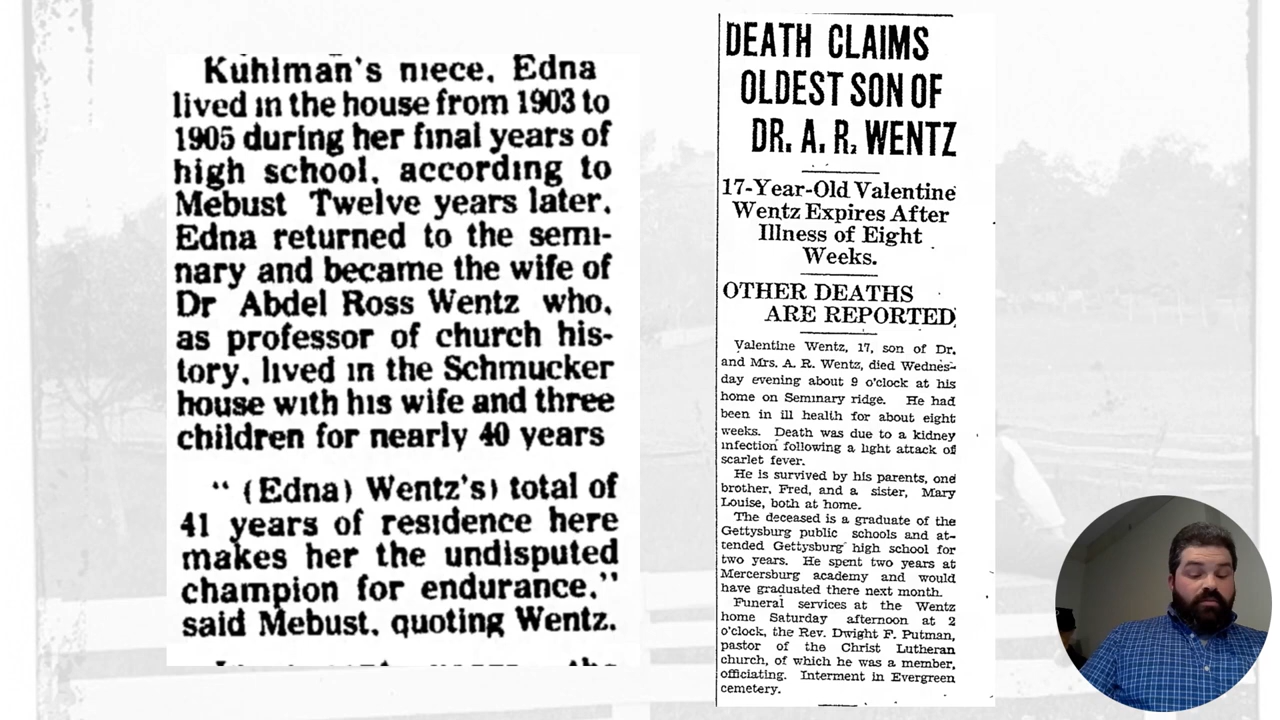 Kuhlman's niece, Edna
lived in the house from 1903 to
1905 during her final years of
high school, according to
Mebust Twelve years later,
Edna returned to the semi-
nary and became the wife of
Dr Abdel Ross Wentz who,
as professor of church his-
tory, lived in the Schmucker
house with his wife and three
children for nearly 40 years
"(Edna) Wentz's) total of
41 years of residence here
makes her the undisputed
champion for endurance,"
said Mebust, quoting Wentz.
DEATH CLAIMS
OLDEST SON OF
DR. A. R. WENTZ
17-Year-Old Valentine
Wentz Expires After
Illness of Eight
Weeks.
OTHER DEATHS
ARE REPORTED
Valentine Wentz, 17, son of Dr.
and Mrs. A. R. Wentz, died Wednes-
day evening about 9 o'clock at his
home on Seminary ridge. He had
been in ill health for about eight
weeks. Death was due to a kidney
infection following a light attack of
scarlet fever.
He is survived by his parents, one
brother, Fred, and a sister, Mary
Louise, both at home.
The deceased is a graduate of the
Gettysburg public schools and at-
tended Gettysburg high school for
two years. He spent two years at
Mercersburg academy and would
have graduated there next month.
Funeral services at the Wentz
home Saturday afternoon at 2
o'clock, the Rev. Dwight F. Putman,
pastor of the Christ Lutheran
church, of which he was a member,
officiating. Interment in Evergreen
cemetery.